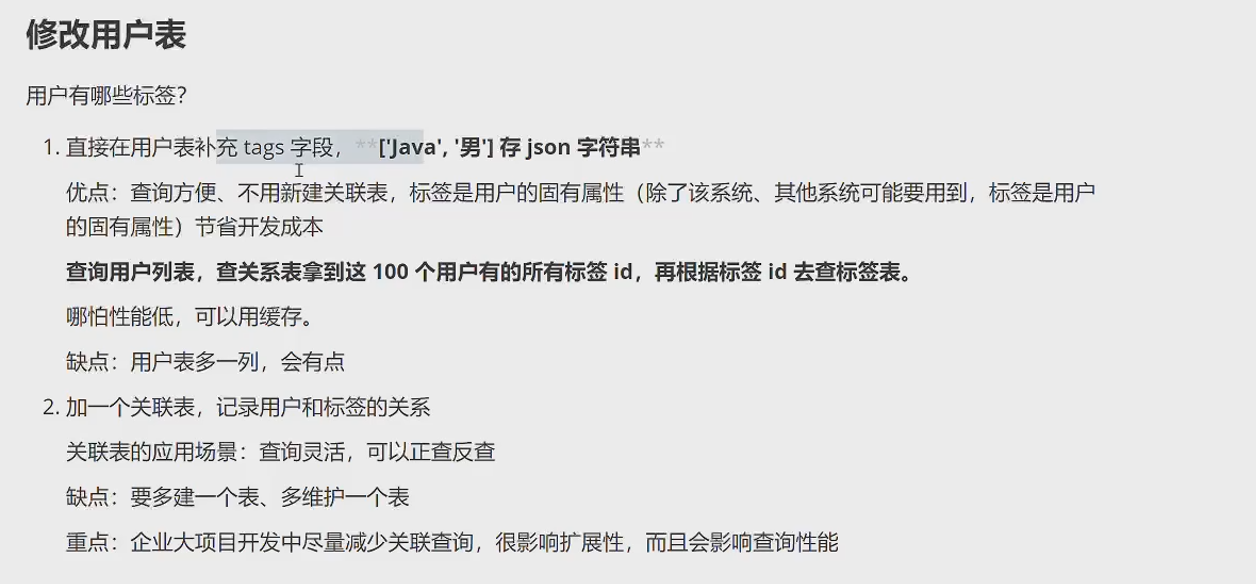 修改用户表
用户有哪些标签？
1. 直接在用户表补充 tags 字段，**['Java', '男'] 存 json 字符串**
优点：查询方便、不用新建关联表，标签是用户的固有属性（除了该系统、其他系统可能要用到，标签是用户
的固有属性）节省开发成本
查询用户列表，查关系表拿到这 100 个用户有的所有标签 id，再根据标签 id 去查标签表。
哪怕性能低，可以用缓存。
缺点：用户表多一列，会有点
2. 加一个关联表，记录用户和标签的关系
关联表的应用场景：查询灵活，可以正查反查
缺点：要多建一个表、多维护一个表
重点：企业大项目开发中尽量减少关联查询，很影响扩展性，而且会影响查询性能